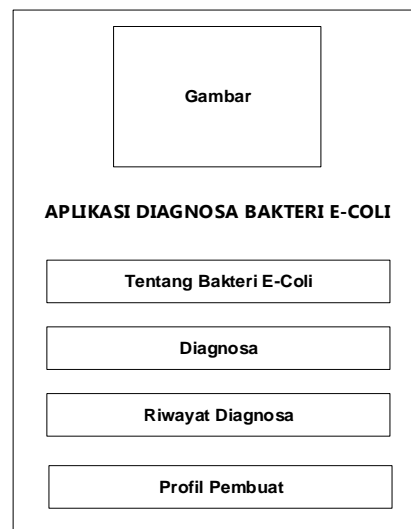 Gambar
APLIKASI DIAGNOSA BAKTERI E-COLI
Tentang Bakteri E-Coli
Diagnosa
Riwayat Diagnosa
Profil Pembuat